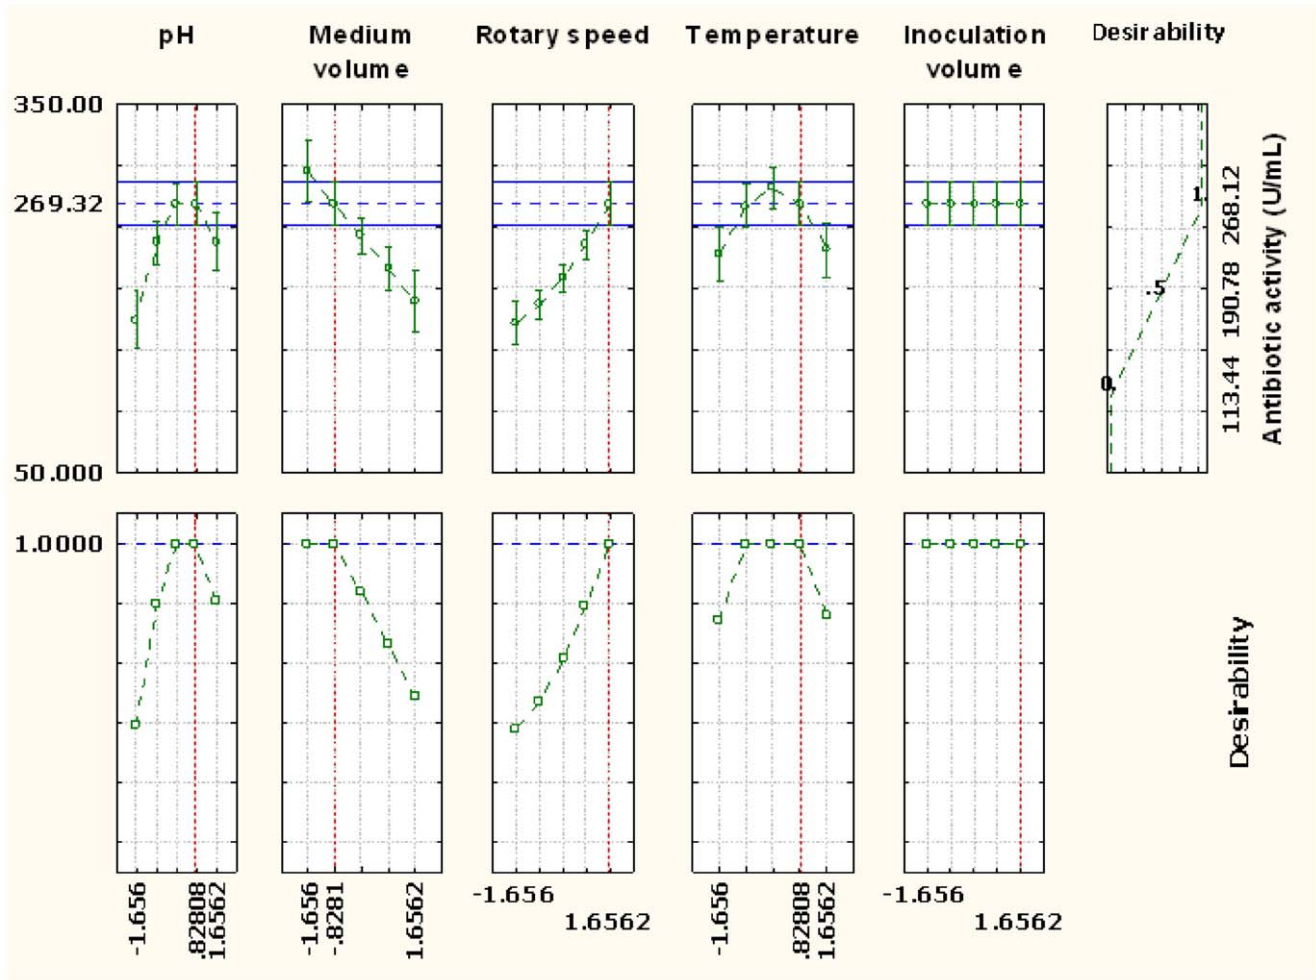 pH
Medium
volume
Rotary speed
Temperature
Inoculation
volume
Desirability
350.00
269.32
50.000
1.
.5
0.
268.12
190.78
113.44
Antibiotic activity (U/mL)
1.0000
Desirability
-1.656
.82808
1.6562
-1.656
-.8281
1.6562
-1.656
1.6562
-1.656
.82808
1.6562
-1.656
1.6562